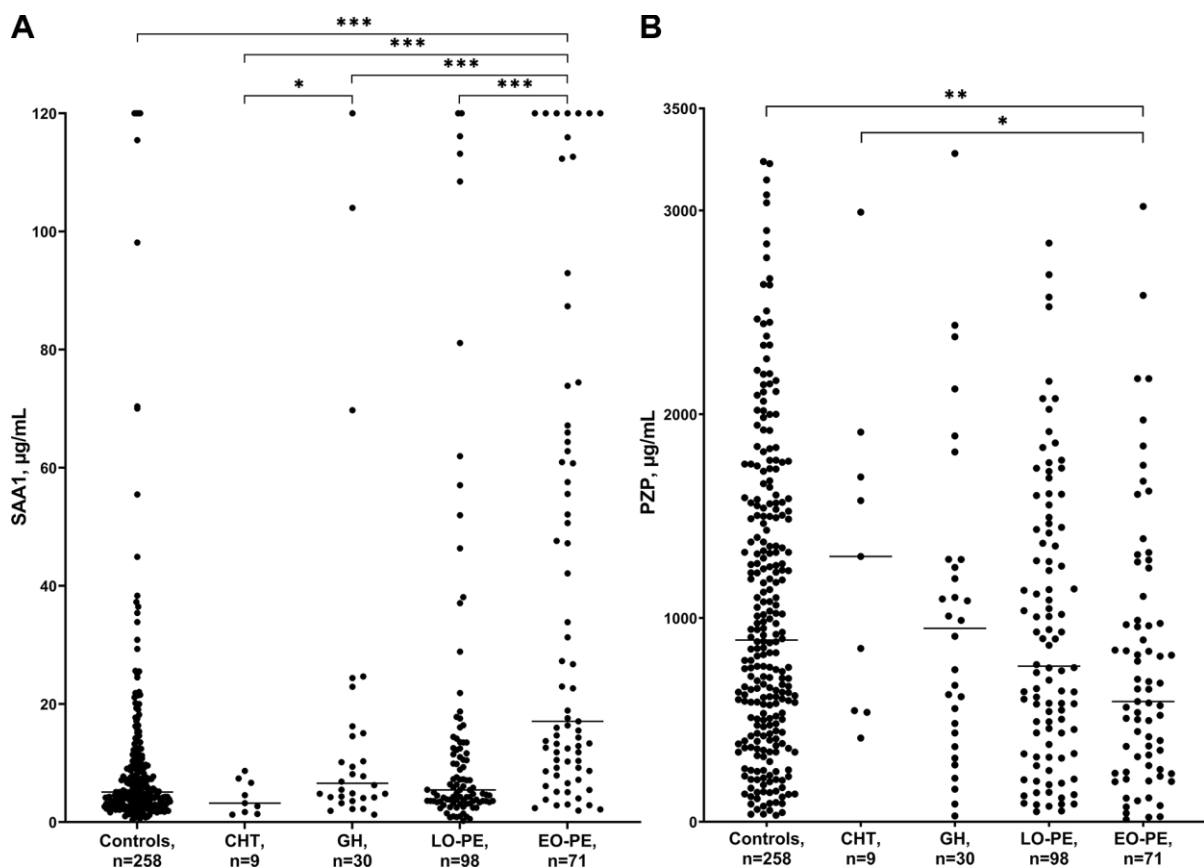 A
***
***
***
*
***
SAA1, µg/mL
120
100
80
60
40
20
0
Controls,
n=258
CHT,
n=9
GH,
n=30
LO-PE,
n=98
EO-PE,
n=71
B
**
*
PZP, µg/mL
3500
3000
2000
1000
0
Controls,
n=258
CHT,
n=9
GH,
n=30
LO-PE,
n=98
EO-PE,
n=71